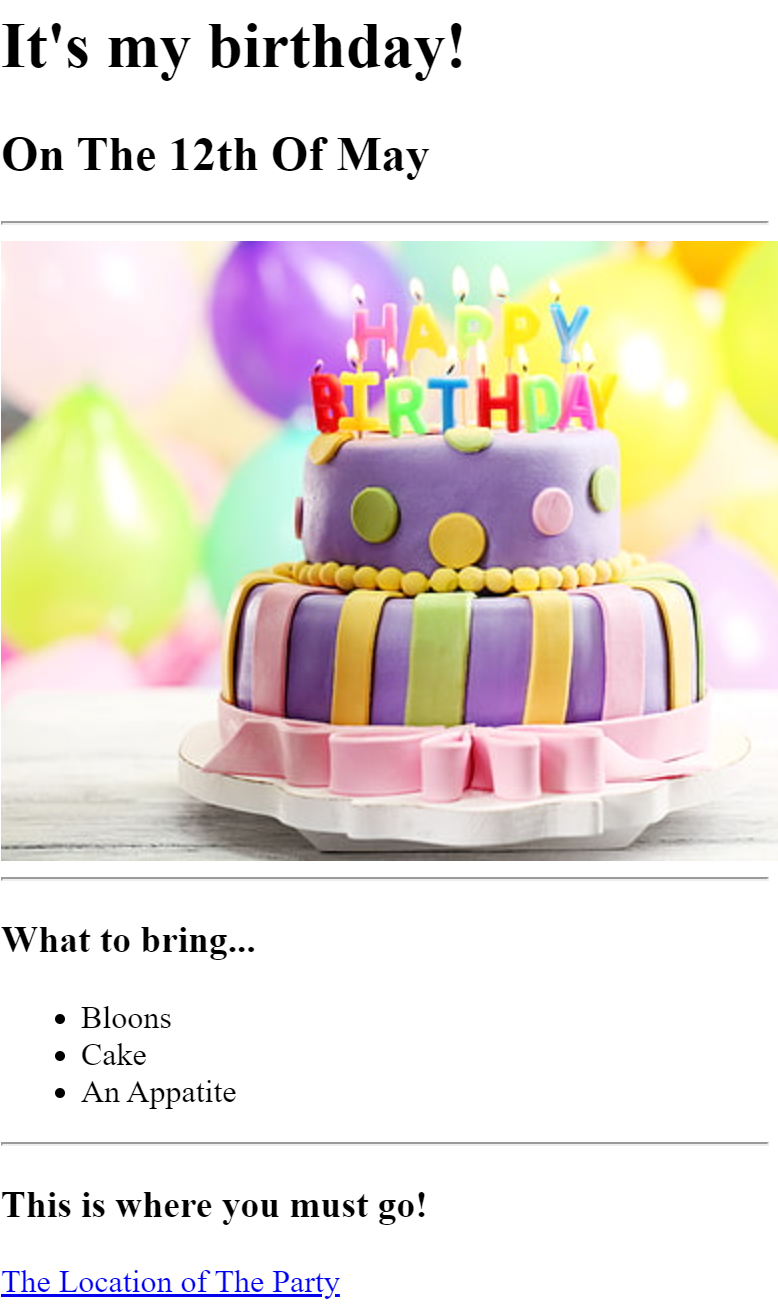 It's my birthday!
On The 12th Of May
HAPPY
BIRTHDAY
What to bring...
Bloons
Cake
An Appatite
This is where you must go!
The Location of The Party